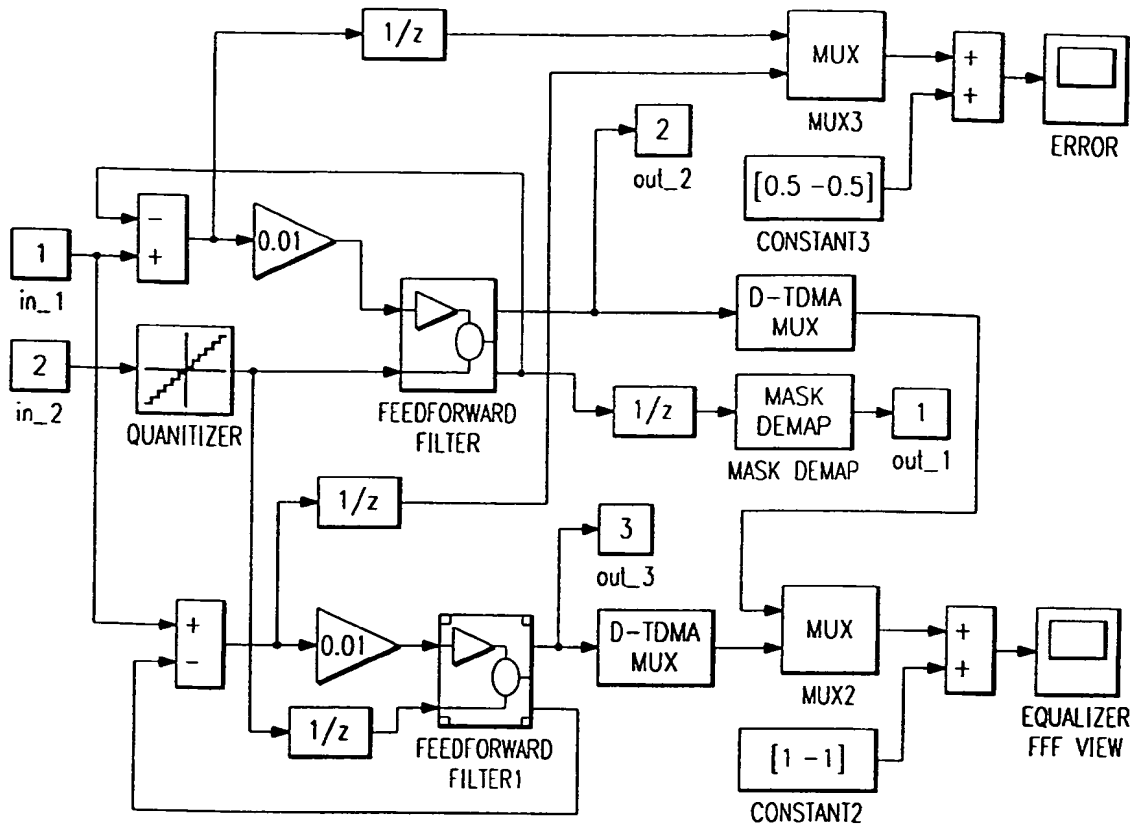 1/z
MUX
MUX3
+
+
ERROR
2
out_2
[0.5 -0.5]
CONSTANT3
-
+
0.01
1
in_1
D-TDMA
MUX
2
in_2
QUANITIZER
FEEDFORWARD
FILTER
1/z
MASK
DEMAP
MASK DEMAP
1
out_1
1/z
3
out_3
+
-
0.01
D-TDMA
MUX
MUX
MUX2
+
+
EQUALIZER
FFF VIEW
1/z
FEEDFORWARD
FILTER1
[1 -1]
CONSTANT2